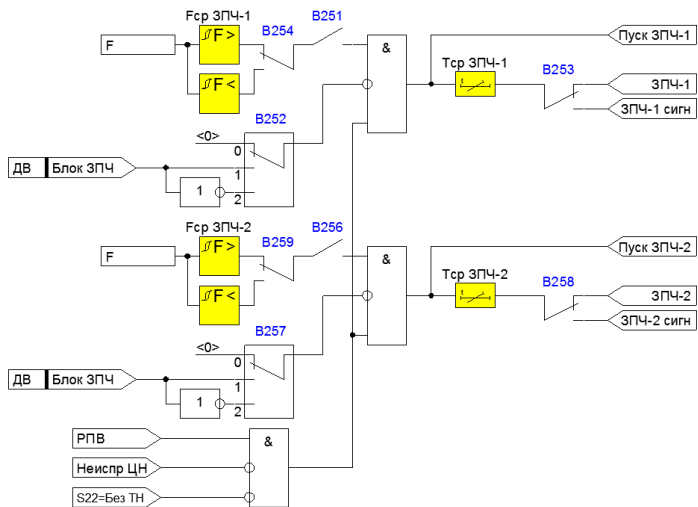 Fср ЗПЧ-1
B254
B251
F
F >
F <
&
Пуск ЗПЧ-1
Tср ЗПЧ-1
t
B253
ЗПЧ-1
ЗПЧ-1 сигн
B252
<0>
0
1
2
ДВ Блок ЗПЧ
1
Fср ЗПЧ-2
B259
B256
F
F >
F <
&
Пуск ЗПЧ-2
Tср ЗПЧ-2
t
B258
ЗПЧ-2
ЗПЧ-2 сигн
B257
<0>
0
1
2
ДВ Блок ЗПЧ
1
РПВ
&
Неиспр ЦН
S22=Без ТН